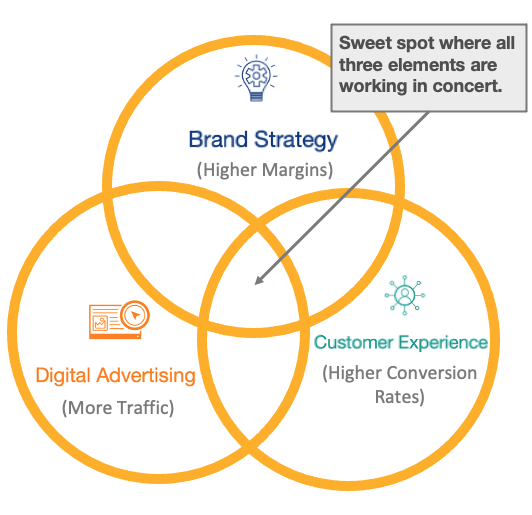 Sweet spot where all
three elements are
working in concert.
Brand Strategy
(Higher Margins)
Digital Advertising
(More Traffic)
Customer Experience
(Higher Conversion
Rates)